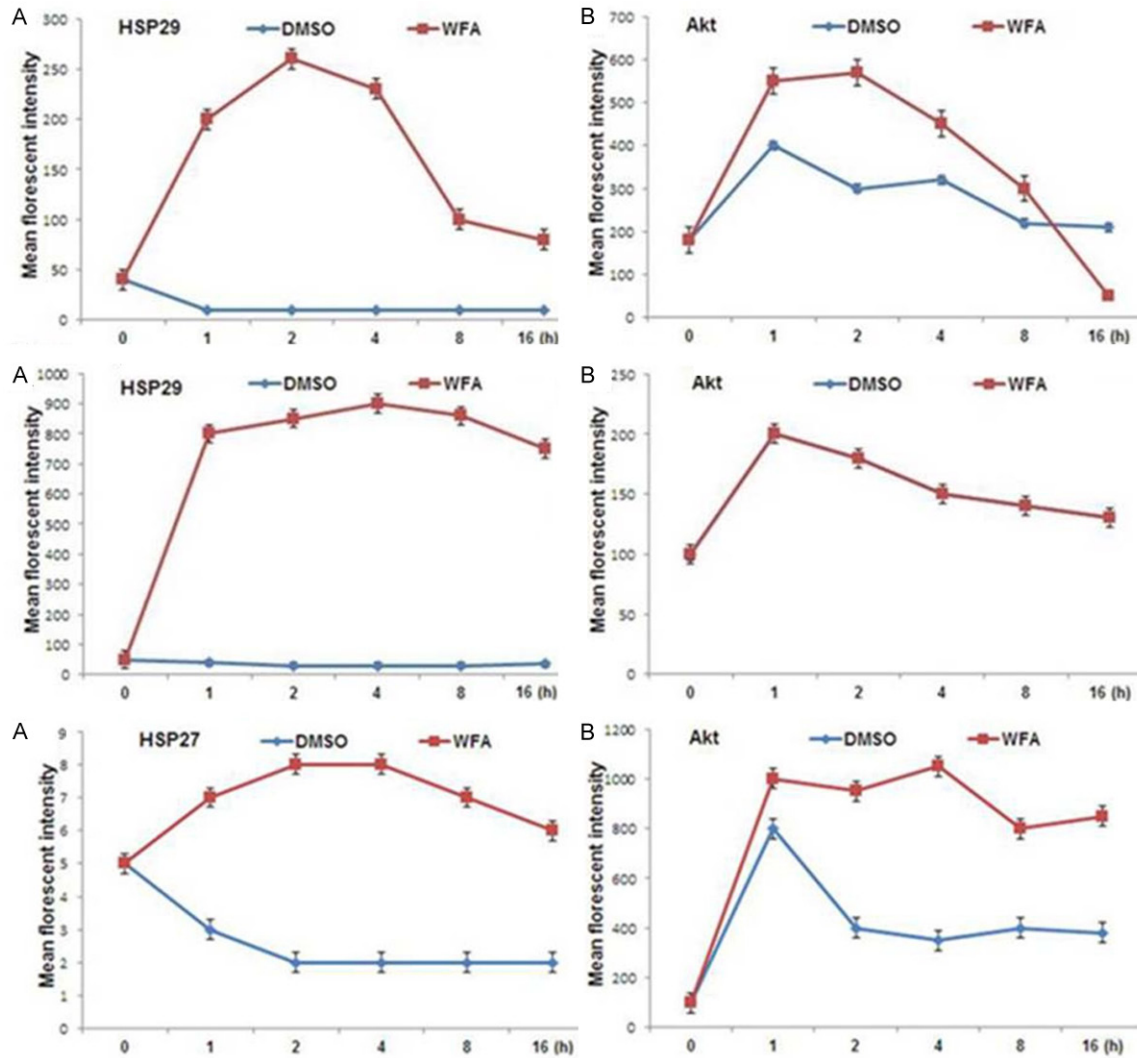 A
HSP29
DMSO
WFA
Mean florescent intensity
300
250
200
150
100
50
0
0 1 2 4 8 16 (h)
B
Akt
DMSO
WFA
Mean florescent intensity
700
600
500
400
300
200
100
0
0 1 2 4 8 16 (h)
A
HSP29
DMSO
WFA
Mean florescent intensity
1000
900
800
700
600
500
400
300
200
100
0
0 1 2 4 8 16 (h)
B
Akt
DMSO
WFA
Mean florescent intensity
250
200
150
100
50
0
0 1 2 4 8 16 (h)
A
HSP27
DMSO
WFA
Mean florescent intensity
9
8
7
6
5
4
3
2
1
0
0 1 2 4 8 16 (h)
B
Akt
DMSO
WFA
Mean florescent intensity
1200
1000
800
600
400
200
0
0 1 2 4 8 16 (h)